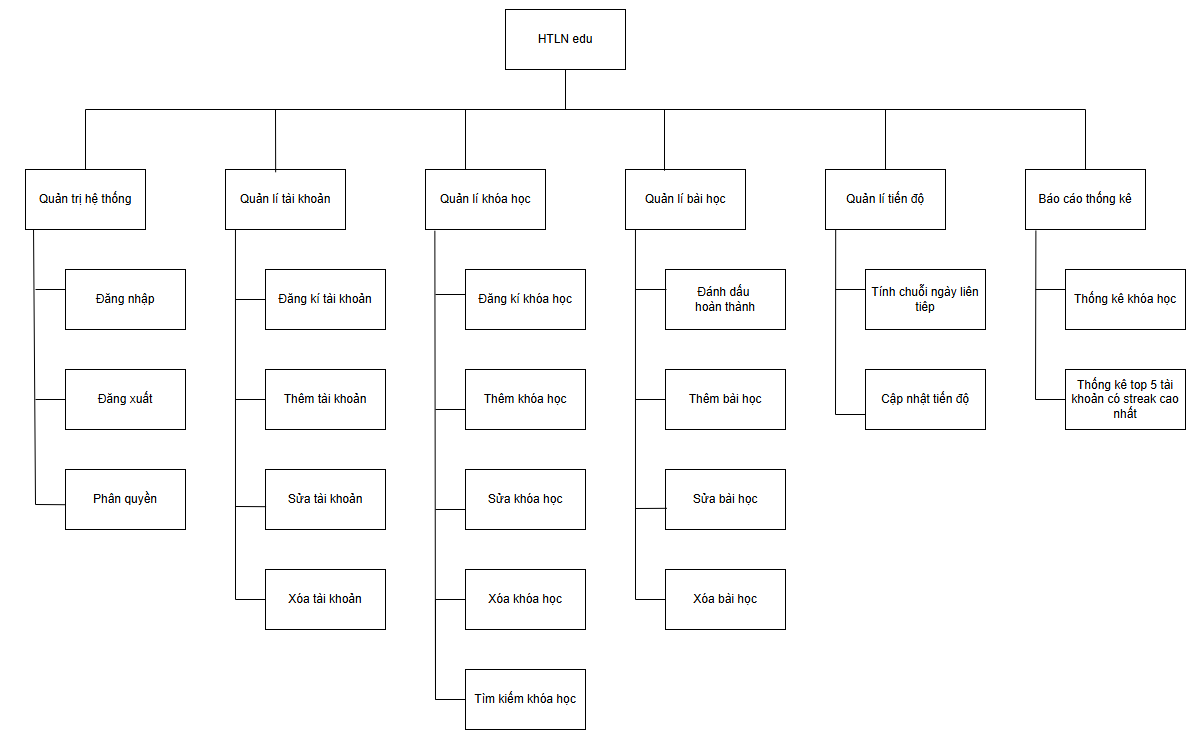 HTLN edu
Quản trị hệ thống
Quản lí tài khoản
Quản lí khóa học
Quản lí bài học
Quản lí tiến độ
Báo cáo thống kê
Đăng nhập
Đăng kí tài khoản
Đăng kí khóa học
Đánh dấu
hoàn thành
Tính chuỗi ngày liên
tiêp
Thống kê khóa học
Đăng xuất
Thêm tài khoản
Thêm khóa học
Thêm bài học
Cập nhật tiến độ
Thống kê top 5 tài
khoản có streak cao
nhất
Phân quyền
Sửa tài khoản
Sửa khóa học
Sửa bài học
Xóa tài khoản
Xóa khóa học
Xóa bài học
Tìm kiếm khóa học